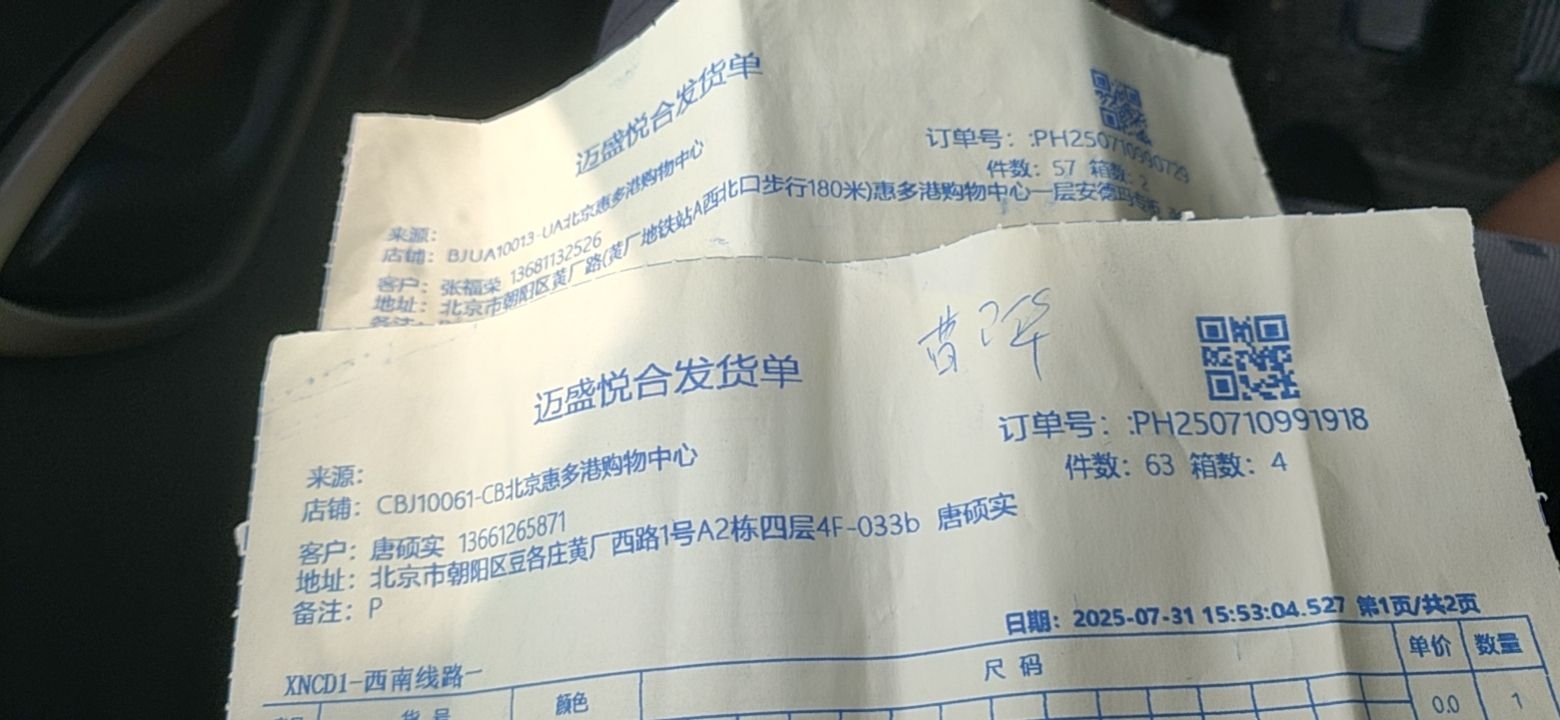 迈盛悦合发货单
订单号：:PH250710990729
件数：57 箱数：2
来源：
店铺：BJUA10013-UA北京惠多港购物中心
客户：张福荣 13681132526
地址：北京市朝阳区黄厂路(黄厂地铁站A西北口步行180米)惠多港购物中心一层安德玛专柜
备注：
迈盛悦合发货单
订单号：:PH250710991918
件数：63 箱数：4
来源：
店铺：CBJ10061-CB北京惠多港购物中心
客户：唐硕实 13661265871
地址：北京市朝阳区豆各庄黄厂西路1号A2栋四层4F-033b 唐硕实
备注：P
日期：2025-07-31 15:53:04.527 第1页/共2页
XNCD1-西南线路一
货号 颜色 尺码 单价 数量
0.0 1